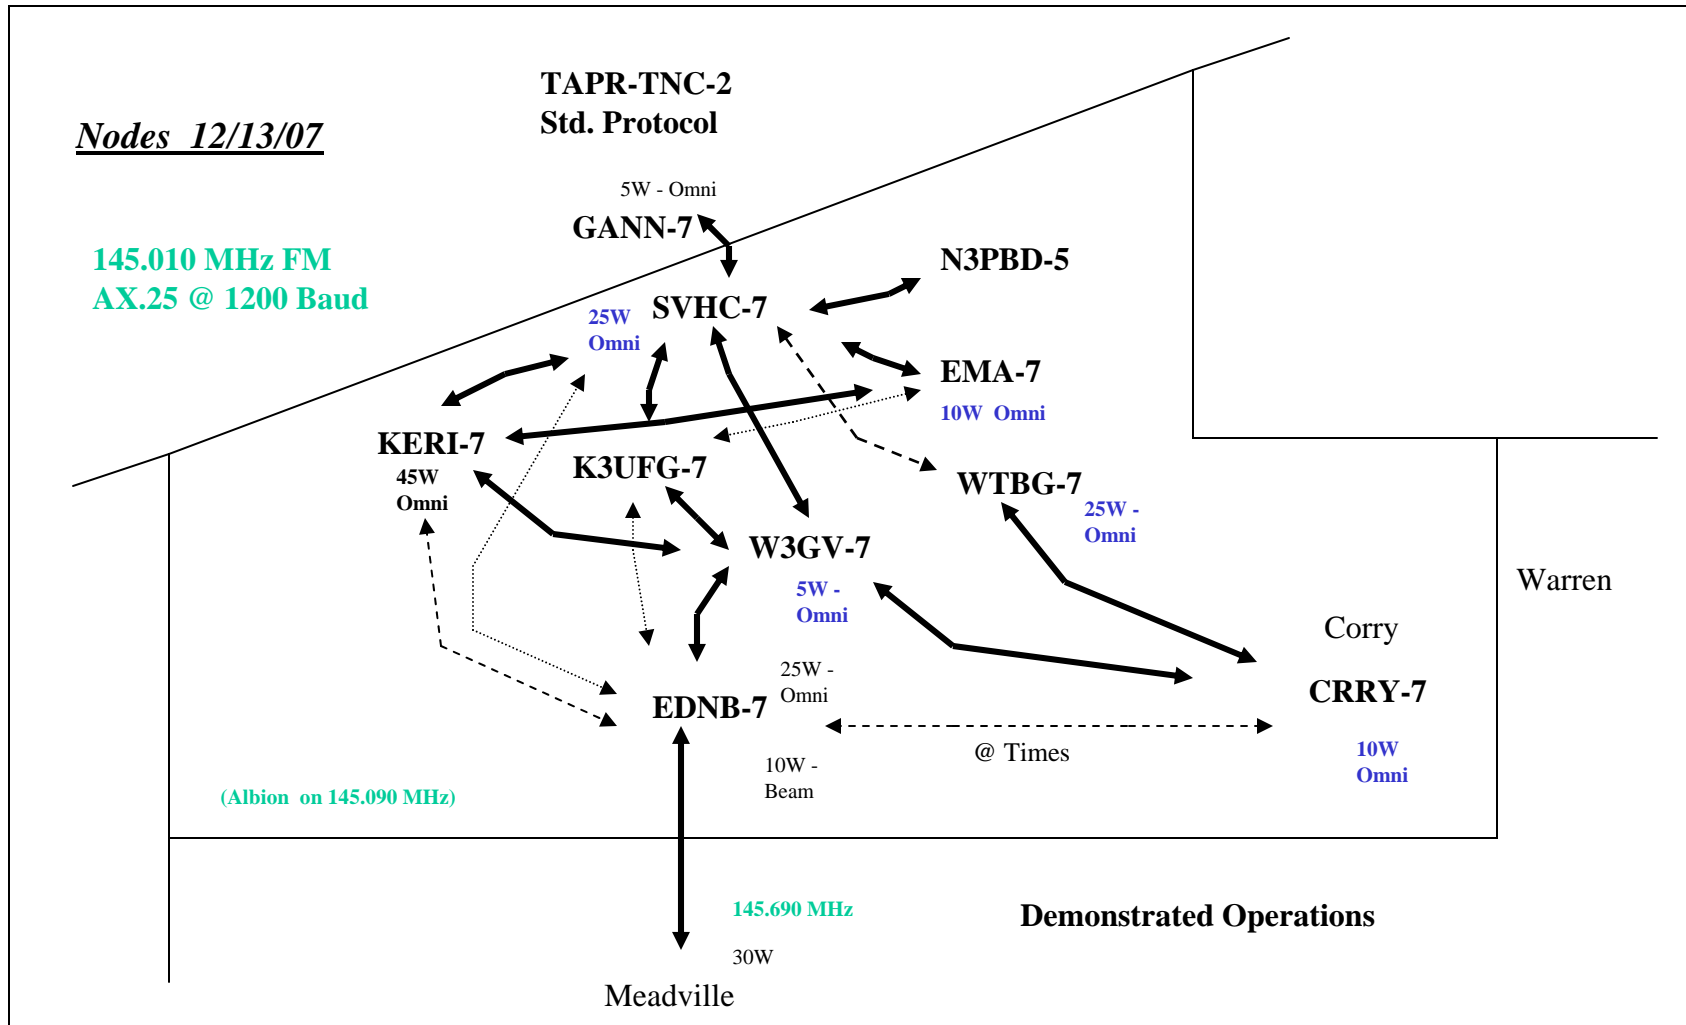 TAPR-TNC-2
Std. Protocol
Nodes  12/13/07
5W - Omni
GANN-7
145.010 MHz FM
AX.25 @ 1200 Baud
N3PBD-5
SVHC-7
25W
Omni
EMA-7
10W  Omni
KERI-7
45W
Omni
K3UFG-7
WTBG-7
25W -
Omni
W3GV-7
5W -
Omni
Warren
Corry
25W -
Omni
EDNB-7
CRRY-7
@ Times
10W
Omni
10W -
Beam
(Albion  on 145.090 MHz)
145.690 MHz
Demonstrated Operations
30W
Meadville